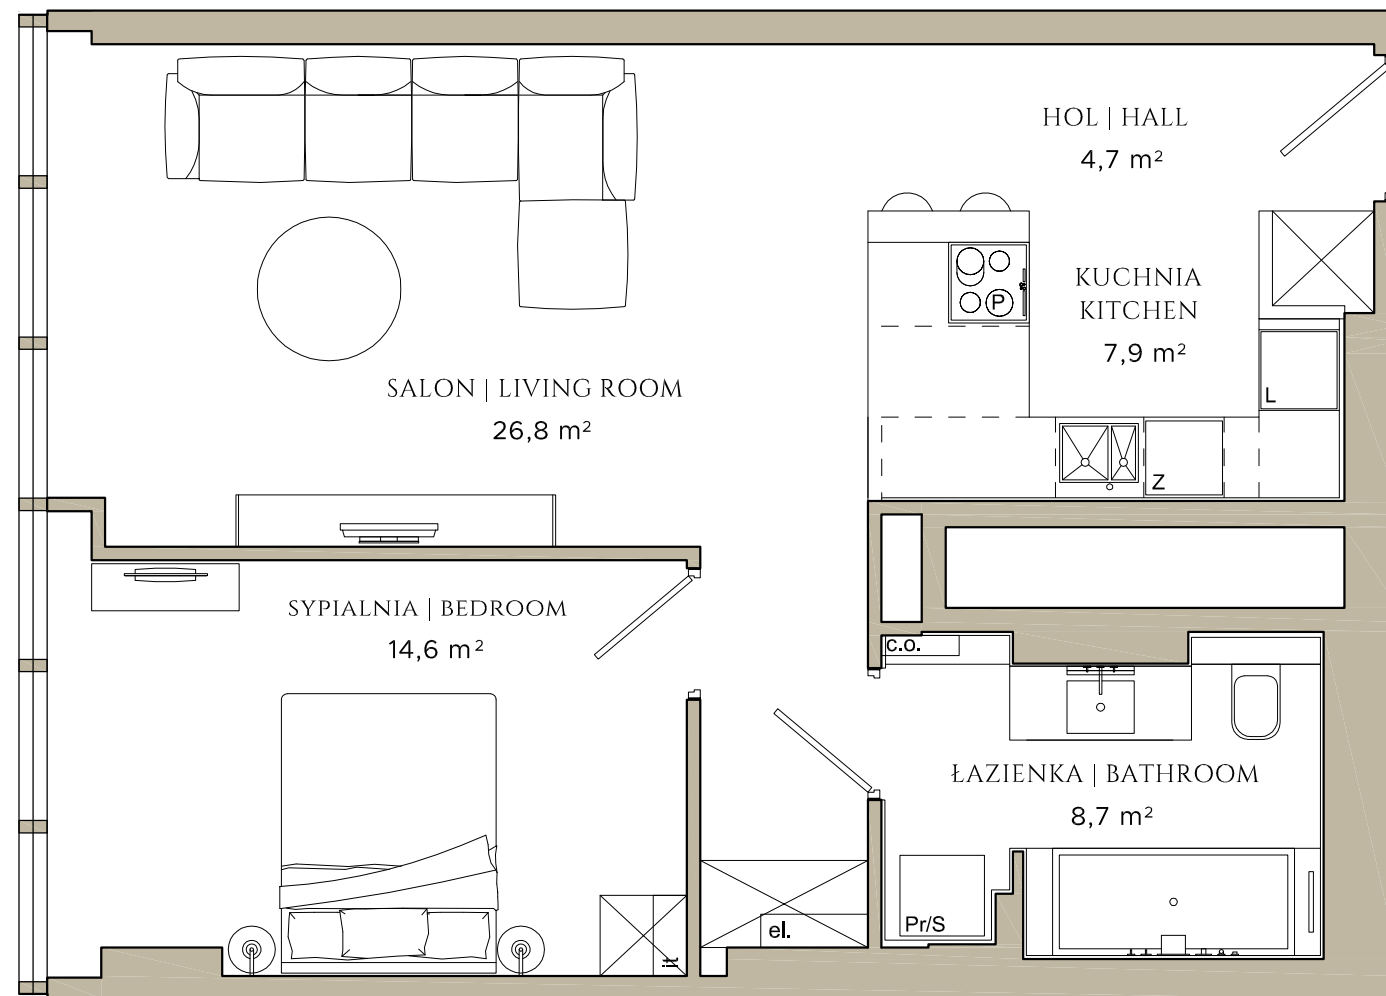 HOL | HALL
4,7 m²
KUCHNIA
KITCHEN
7,9 m²
P
L
Z
SALON | LIVING ROOM
26,8 m²
SYPIALNIA | BEDROOM
14,6 m²
c.o.
ŁAZIENKA | BATHROOM
8,7 m²
Pr/S
el.
it